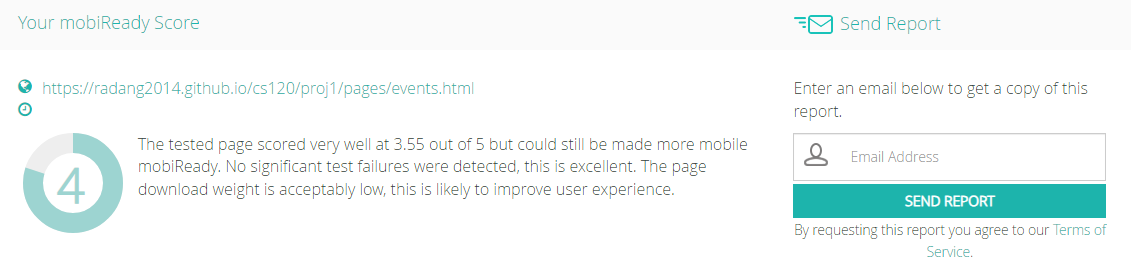 Your mobiReady Score
Send Report
https://radang2014.github.io/cs120/proj1/pages/events.html
4
The tested page scored very well at 3.55 out of 5 but could still be made more mobile
mobiReady. No significant test failures were detected, this is excellent. The page
download weight is acceptably low, this is likely to improve user experience.
Enter an email below to get a copy of this
report.
Email Address
SEND REPORT
By requesting this report you agree to our Terms of
Service.